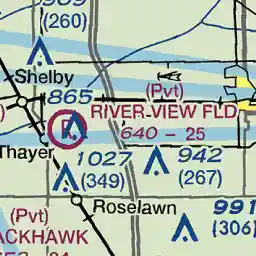 909
(260)
Shelby
(Pvt)
865
RIVER VIEW FLD
R
640 - 25
Thayer
1027
942
(349)
(267)
(Pvt)
Roselawn
991
ACKHAWK
(306)